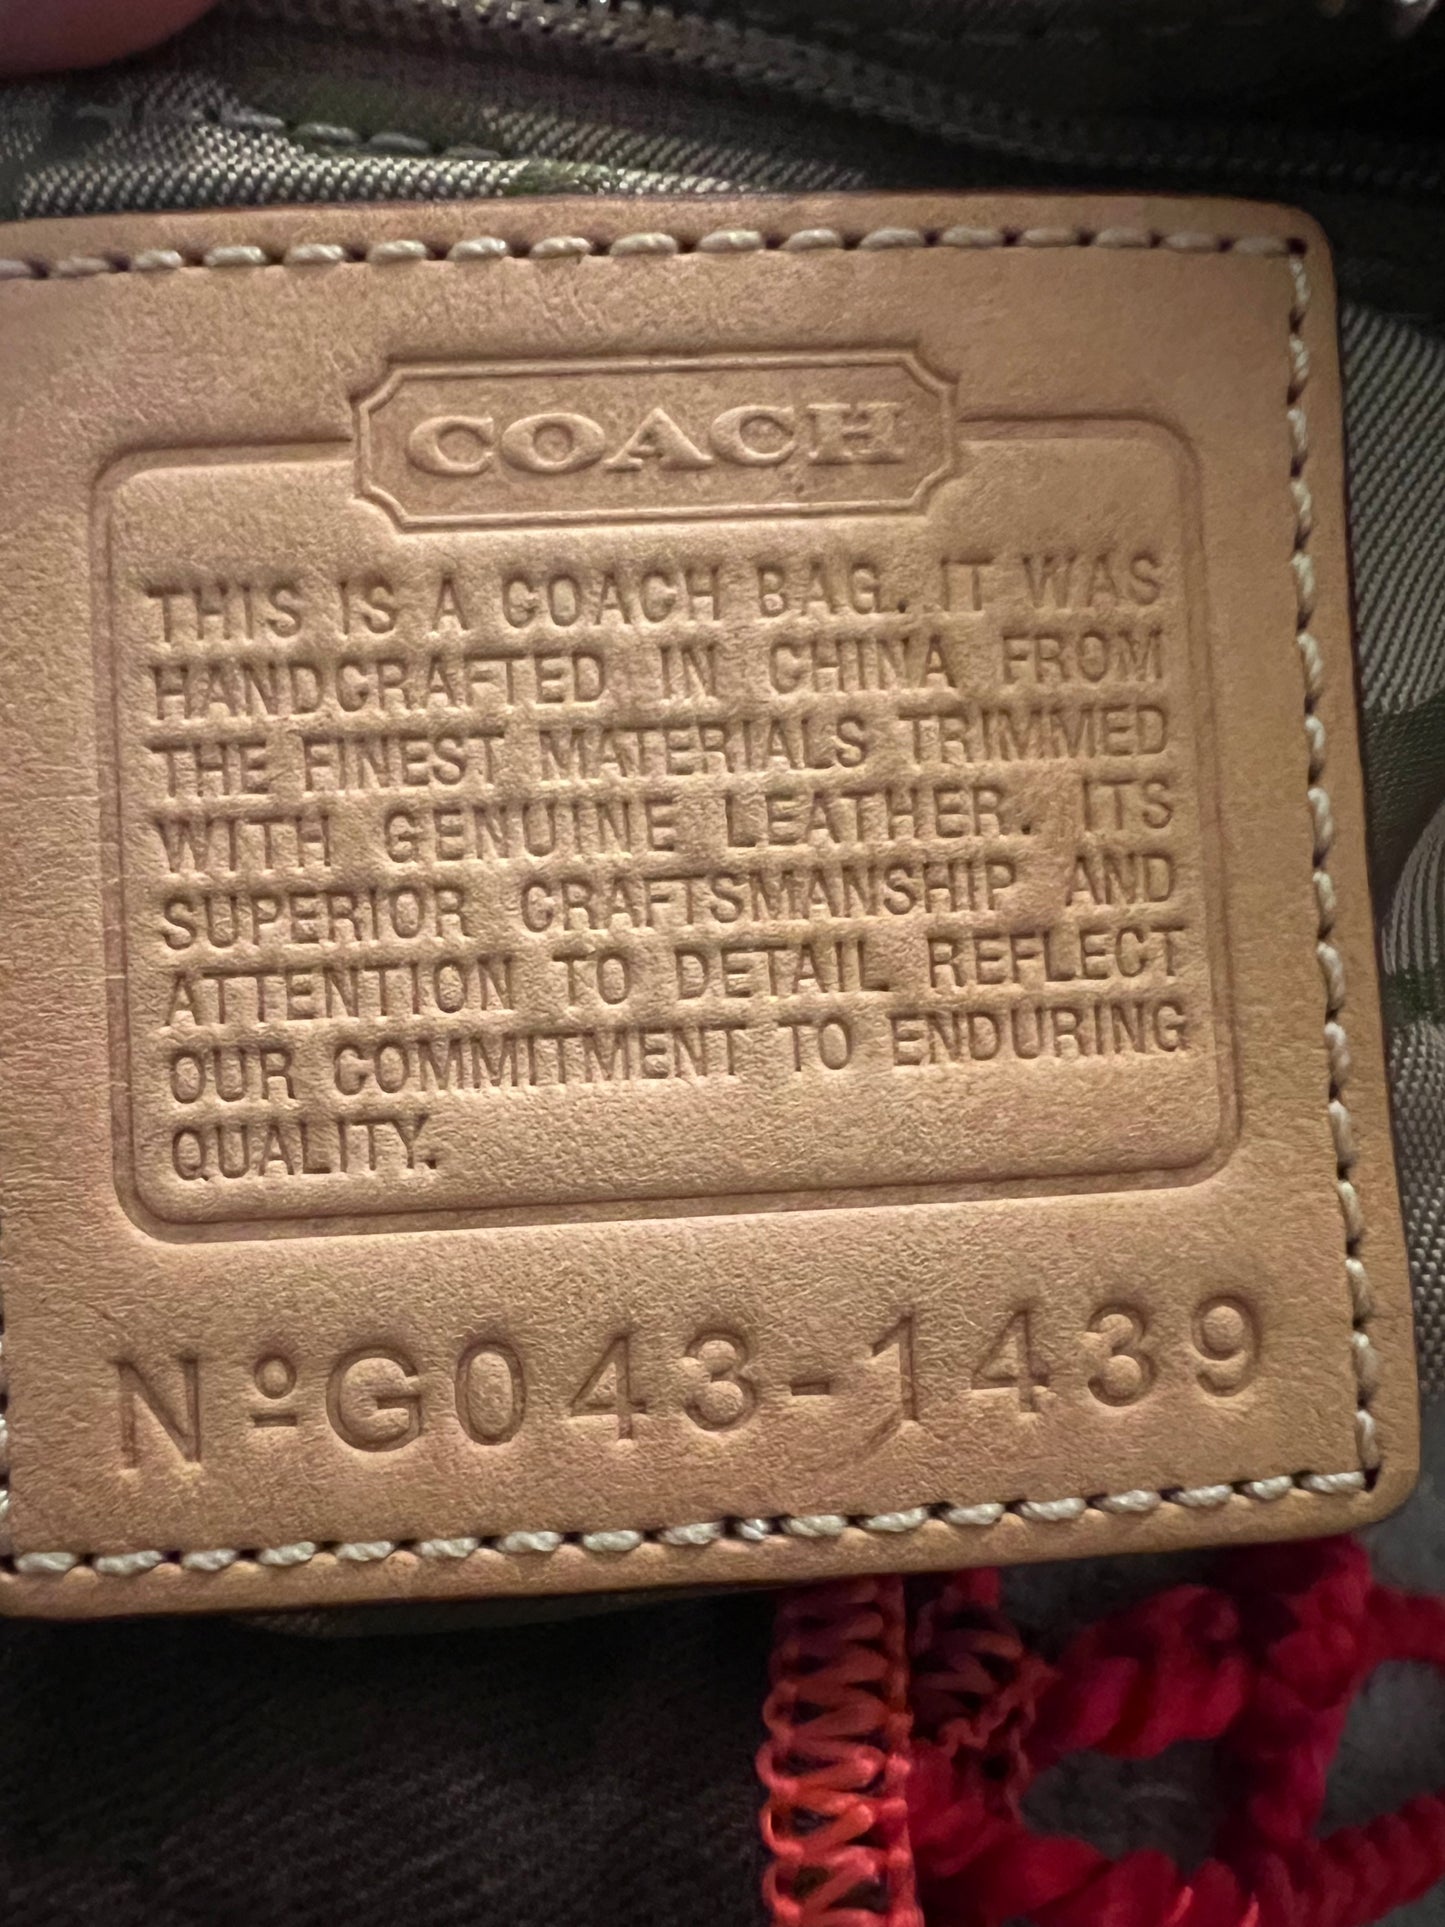 COACH
THIS IS A COACH BAG. IT WAS
HANDCRAFTED IN CHINA FROM
THE FINEST MATERIALS TRIMMED
WITH GENUINE LEATHER. ITS
SUPERIOR CRAFTSMANSHIP AND
ATTENTION TO DETAIL REFLECT
OUR COMMITMENT TO ENDURING
QUALITY.
Nº G043-1439